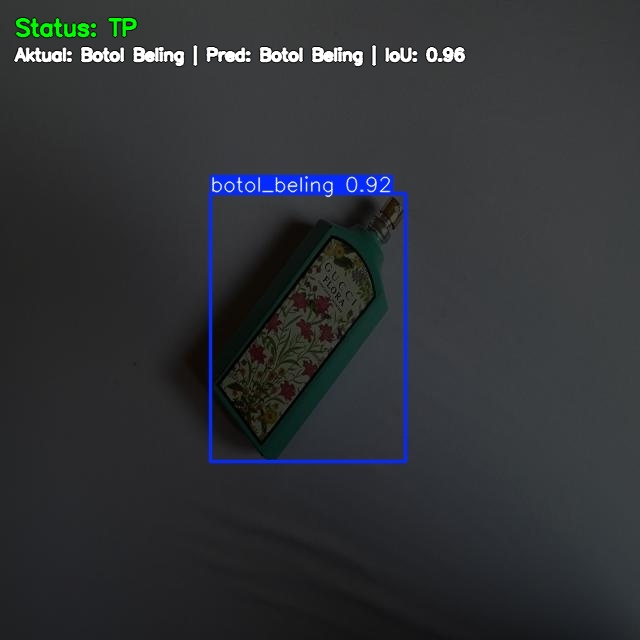 Status: TP
Aktual: Botol Beling | Pred: Botol Beling | IoU: 0.96
botol_beling 0.92
GUCCI
FLORA